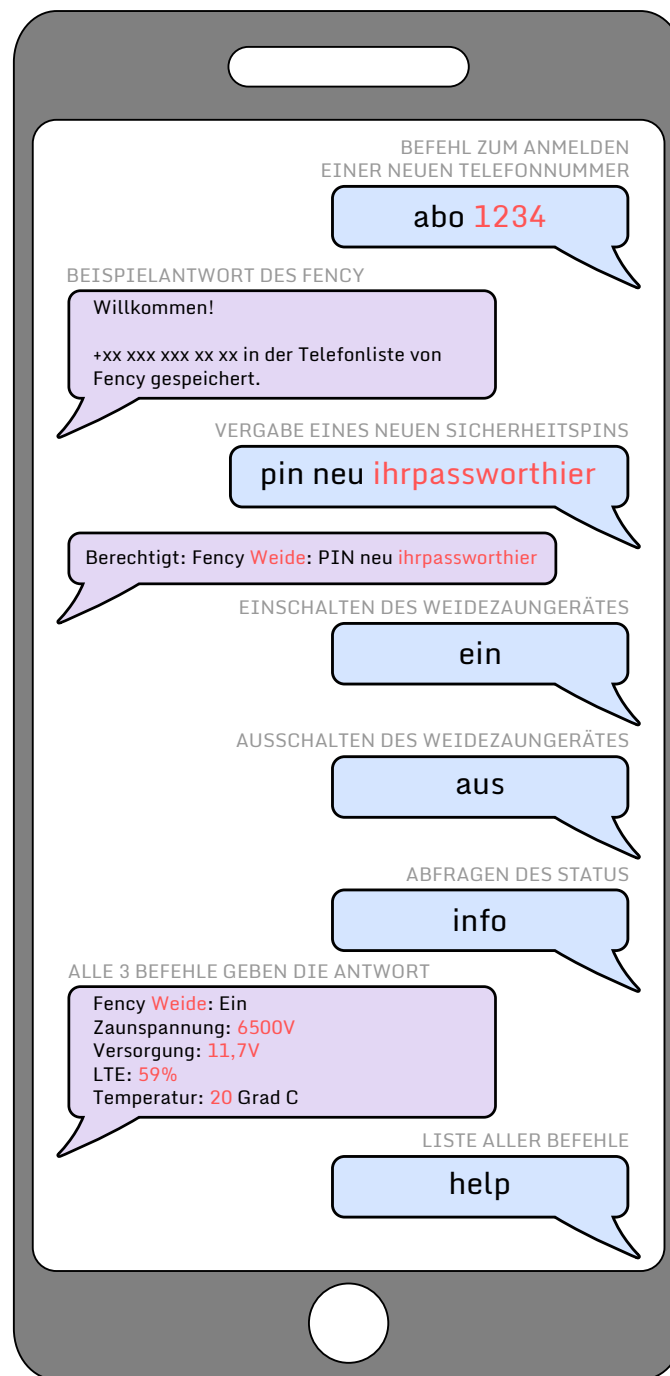 BEFEHL ZUM ANMELDEN
EINER NEUEN TELEFONNUMMER
abo 1234
BEISPIELANTWORT DES FENCY
Willkommen!
+xx xxx xxx xx xx in der Telefonliste von
Fency gespeichert.
VERGABE EINES NEUEN SICHERHEITSPINS
pin neu ihrpassworthier
Berechtigt: Fency Weide: PIN neu ihrpassworthier
EINSCHALTEN DES WEIDEZAUNGERÄTES
ein
AUSSCHALTEN DES WEIDEZAUNGERÄTES
aus
ABFRAGEN DES STATUS
info
ALLE 3 BEFEHLE GEBEN DIE ANTWORT
Fency Weide: Ein
Zaunspannung: 6500V
Versorgung: 11,7V
LTE: 59%
Temperatur: 20 Grad C
LISTE ALLER BEFEHLE
help